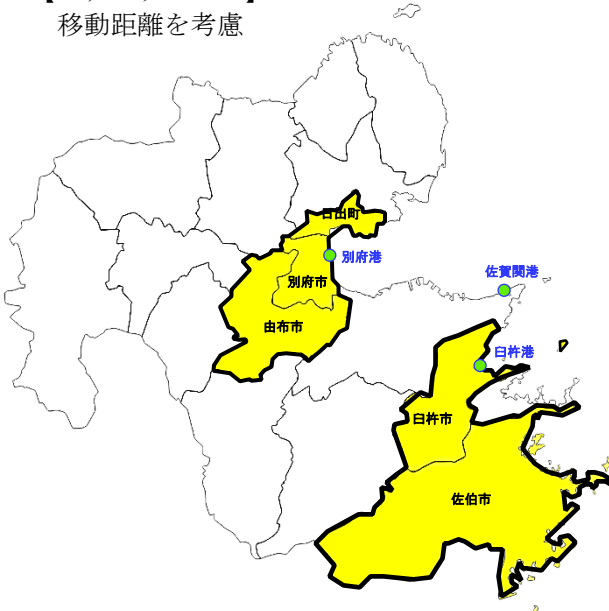 移動距離を考慮
日出町
別府港
別府市
佐賀関港
由布市
臼杵港
臼杵市
佐伯市